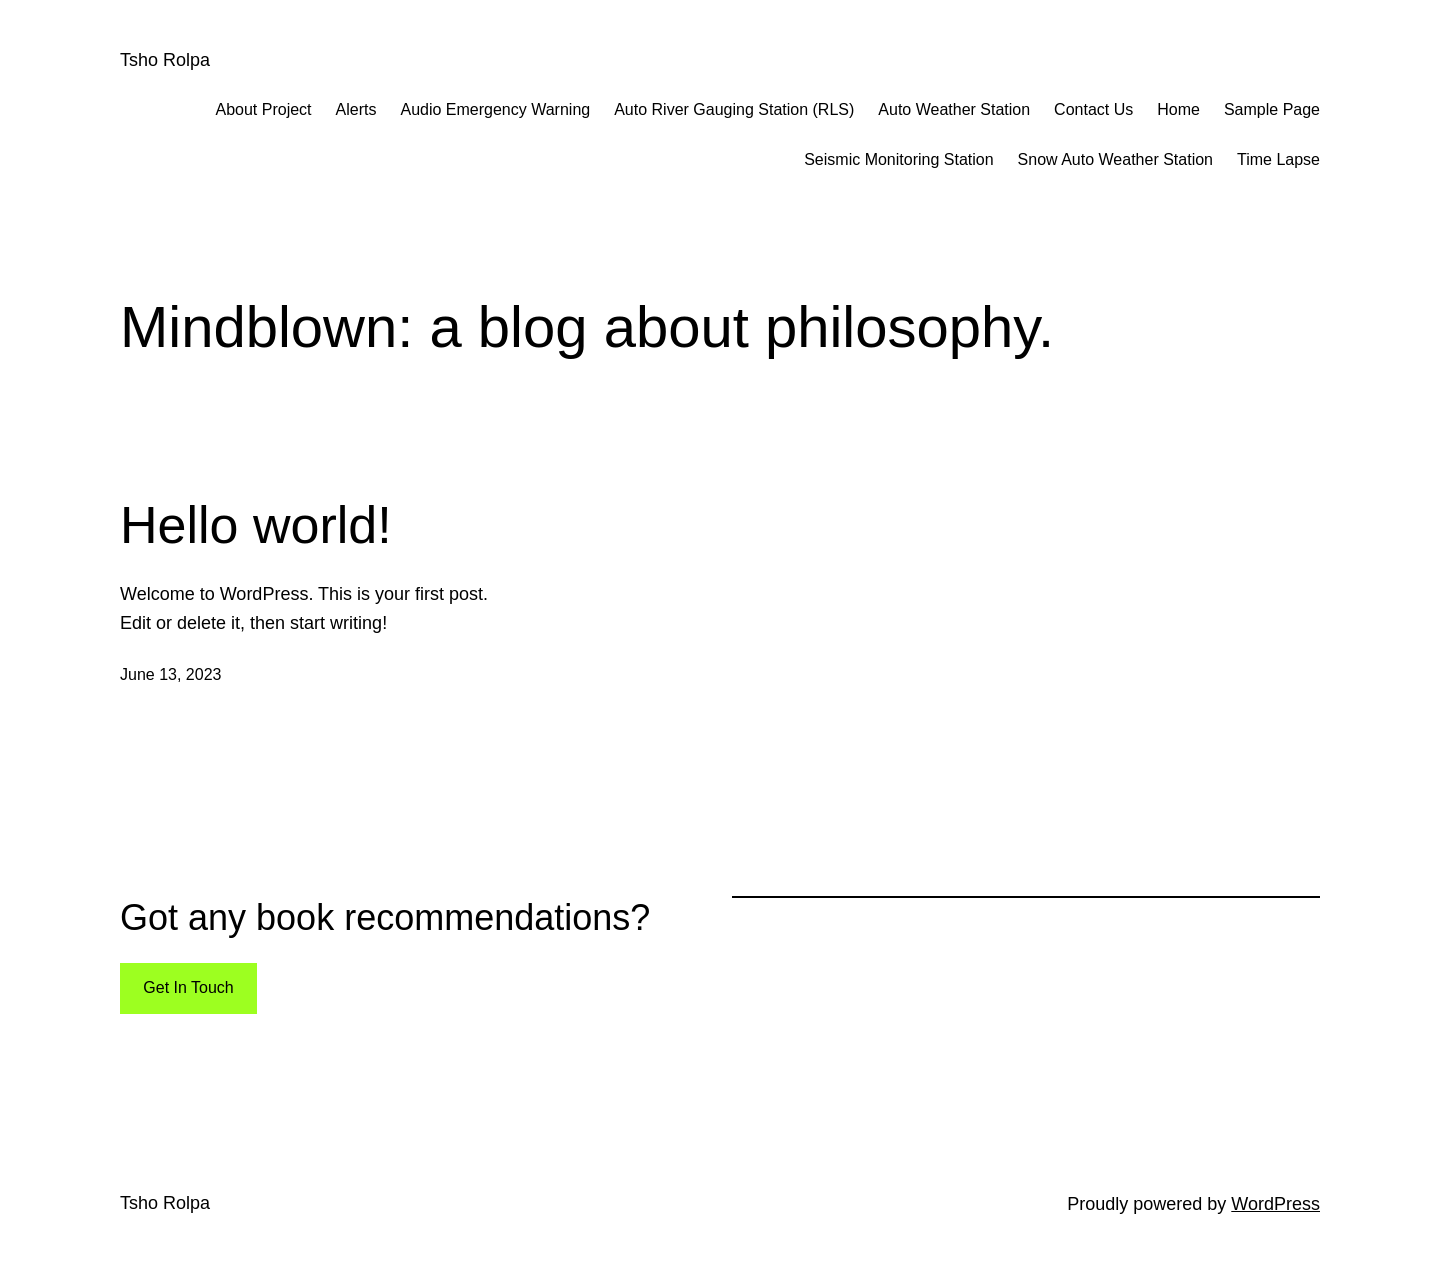 Tsho Rolpa
About Project Alerts Audio Emergency Warning Auto River Gauging Station (RLS) Auto Weather Station Contact Us Home Sample Page
Seismic Monitoring Station Snow Auto Weather Station Time Lapse
Mindblown: a blog about philosophy.
Hello world!
Welcome to WordPress. This is your first post.
Edit or delete it, then start writing!
June 13, 2023
Got any book recommendations?
Get In Touch
Tsho Rolpa
Proudly powered by WordPress